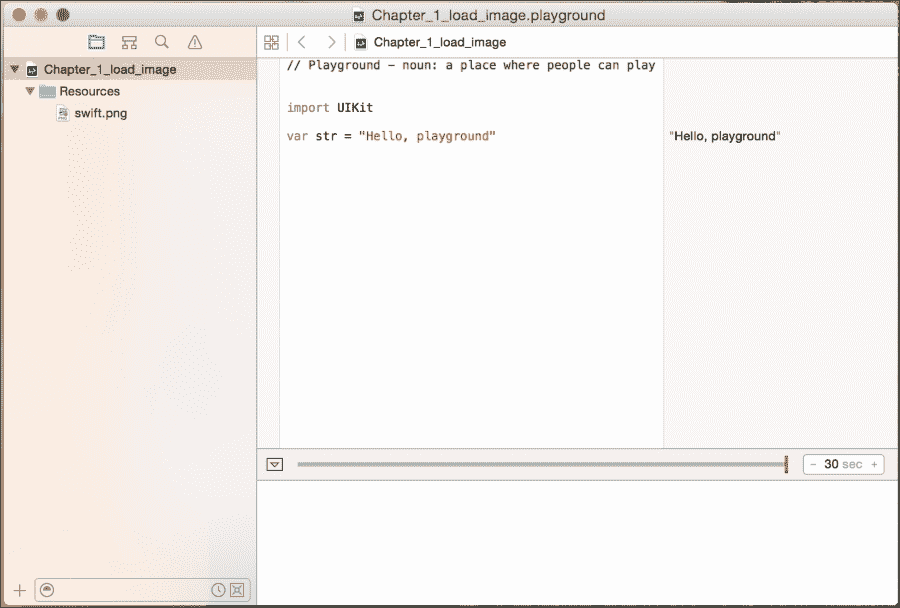 Chapter_1_load_image.playground
Chapter_1_load_image
Chapter_1_load_image
Resources
swift.png
// Playground - noun: a place where people can play
import UIKit
var str = "Hello, playground"
"Hello, playground"
- 30 sec +